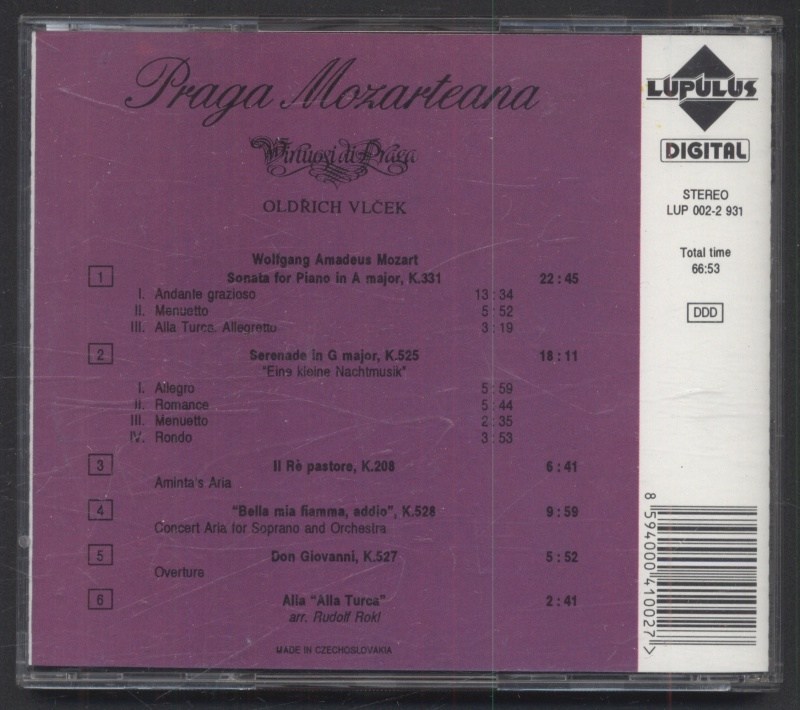 Praga Mozarteana
Virtuosi di Praga
OLDŘICH VLČEK
Wolfgang Amadeus Mozart
1 Sonata for Piano in A major, K.331 22:45
I. Andante grazioso 13:34
II. Menuetto 5:52
III. Alla Turca. Allegretto 3:19
2 Serenade in G major, K.525 18:11
"Eine kleine Nachtmusik"
I. Allegro 5:59
II. Romance 5:44
III. Menuetto 2:35
IV. Rondo 3:53
3 Il Rè pastore, K.208 6:41
Aminta's Aria
4 "Bella mia fiamma, addio", K.528 9:59
Concert Aria for Soprano and Orchestra
5 Don Giovanni, K.527 5:52
Overture
6 Alla "Alla Turca" 2:41
arr. Rudolf Rokl
MADE IN CZECHOSLOVAKIA
LUPULUS
DIGITAL
STEREO
LUP 002-2 931
Total time
66:53
DDD
8 594000 410027>